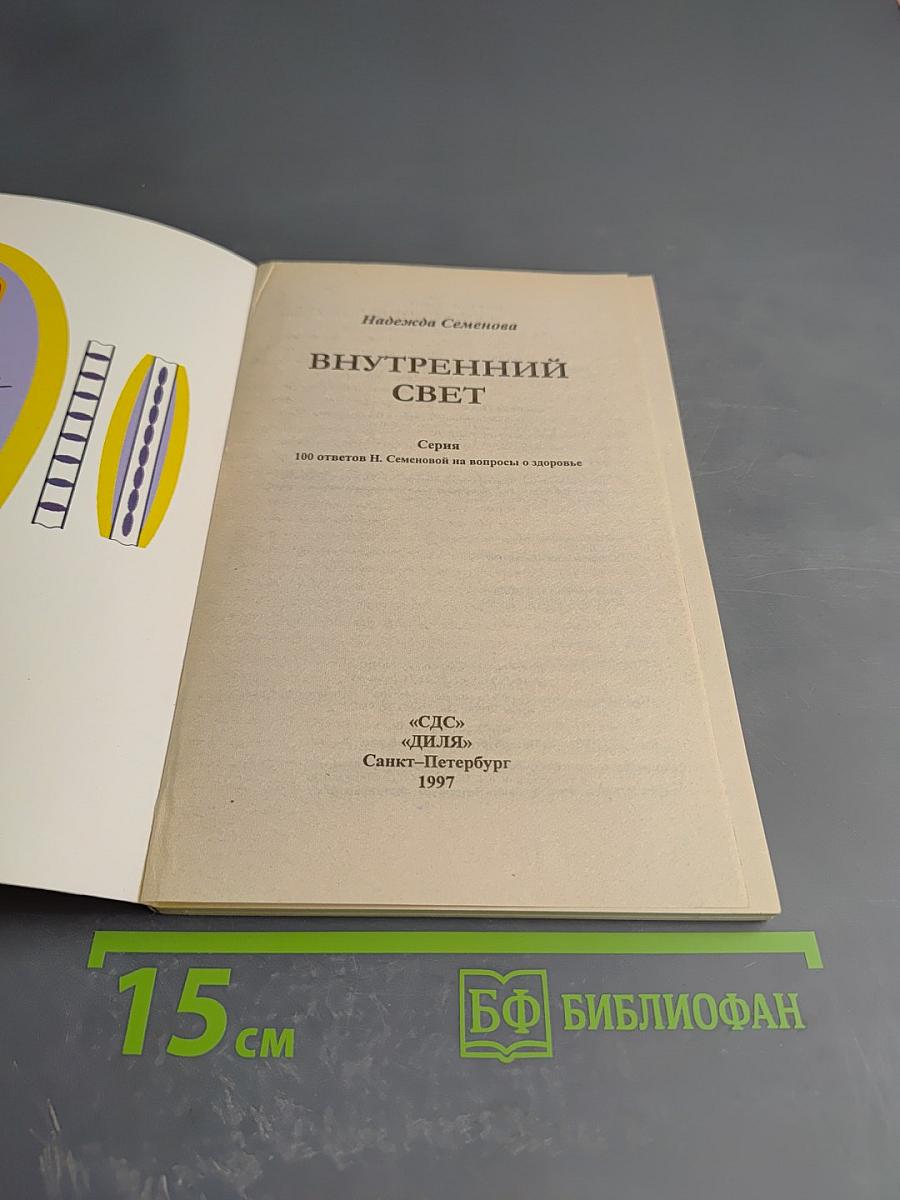 Надежда Семенова
ВНУТРЕННИЙ
СВЕТ
Серия
100 ответов Н. Семеновой на вопросы о здоровье
«СДС»
«ДИЛЯ»
Санкт–Петербург
1997
15 см
БФ БИБЛИОФАН